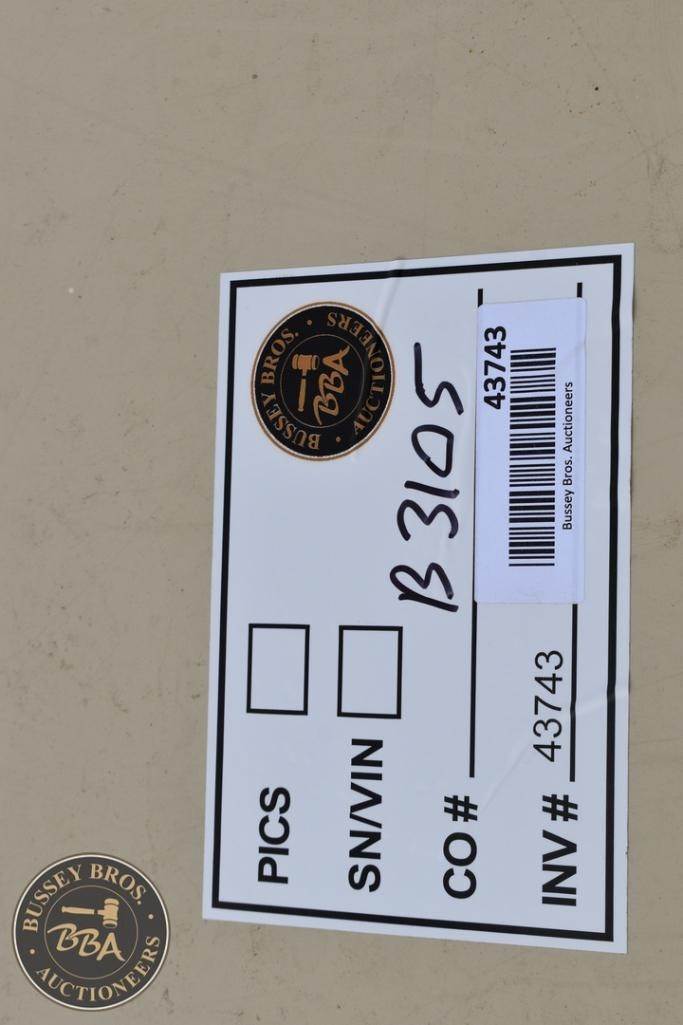 PICS
BUSSEY BROS.
BBA
AUCTIONEERS
SN/VIN
CO # B3105
43743
Bussey Bros. Auctioneers
INV # 43743
BUSSEY BROS.
BBA
AUCTIONEERS